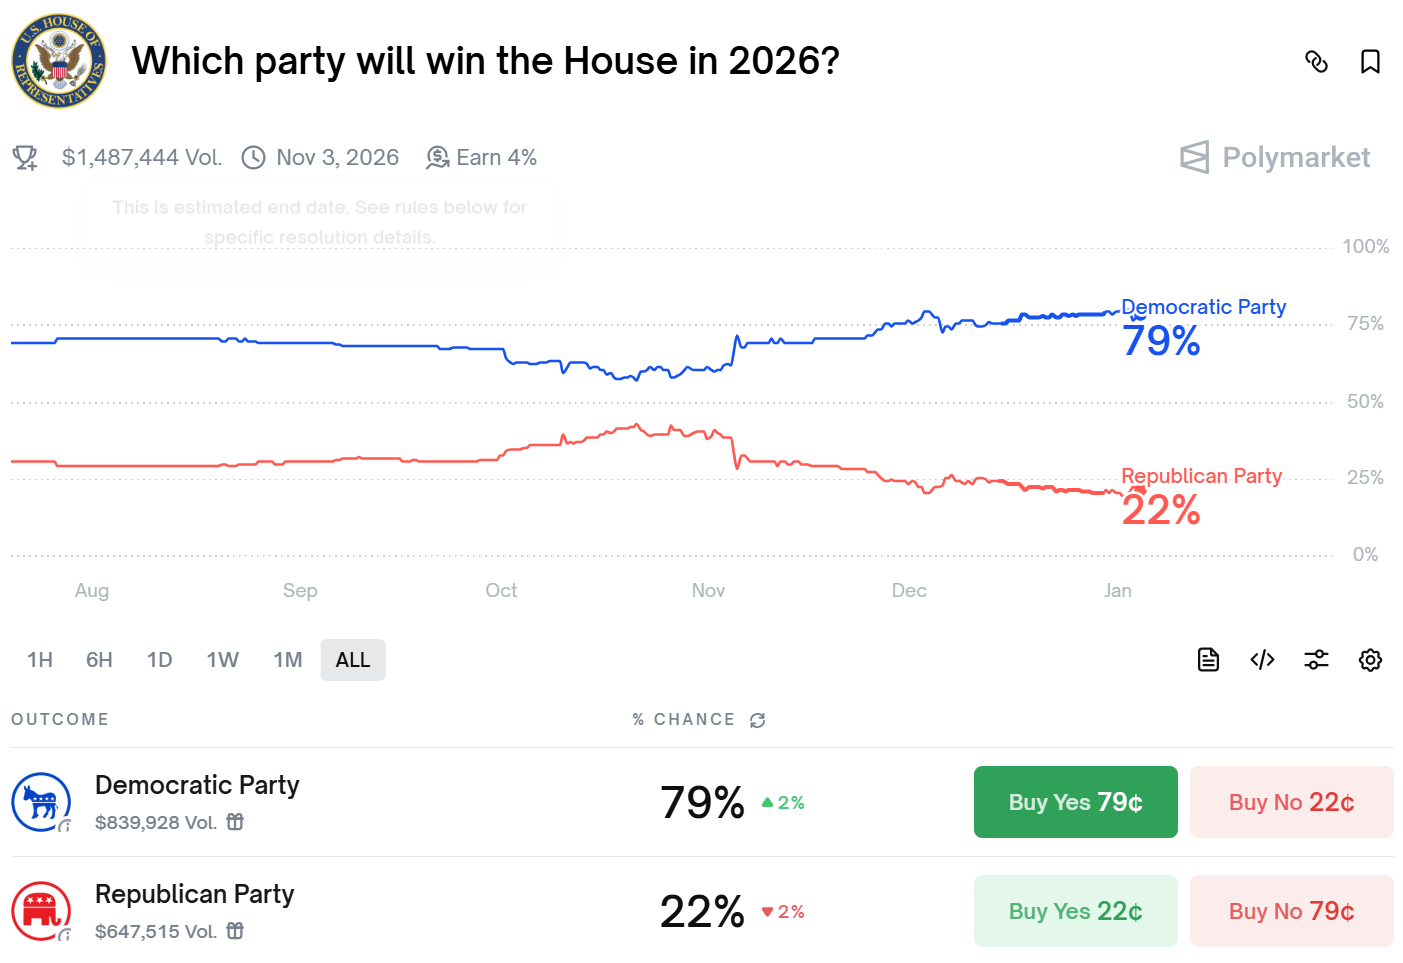 U.S. HOUSE OF
REPRESENTATIVES
Which party will win the House in 2026?
$1,487,444 Vol.
Nov 3, 2026
Earn 4%
Polymarket
This is estimated end date. See rules below for
specific resolution details.
100%
Democratic Party
75%
79%
50%
Republican Party
25%
22%
0%
Aug
Sep
Oct
Nov
Dec
Jan
1H
6H
1D
1W
1M
ALL
OUTCOME
% CHANCE
Democratic Party
$839,928 Vol.
79%
2%
Buy Yes 79¢
Buy No 22¢
Republican Party
$647,515 Vol.
22%
2%
Buy Yes 22¢
Buy No 79¢